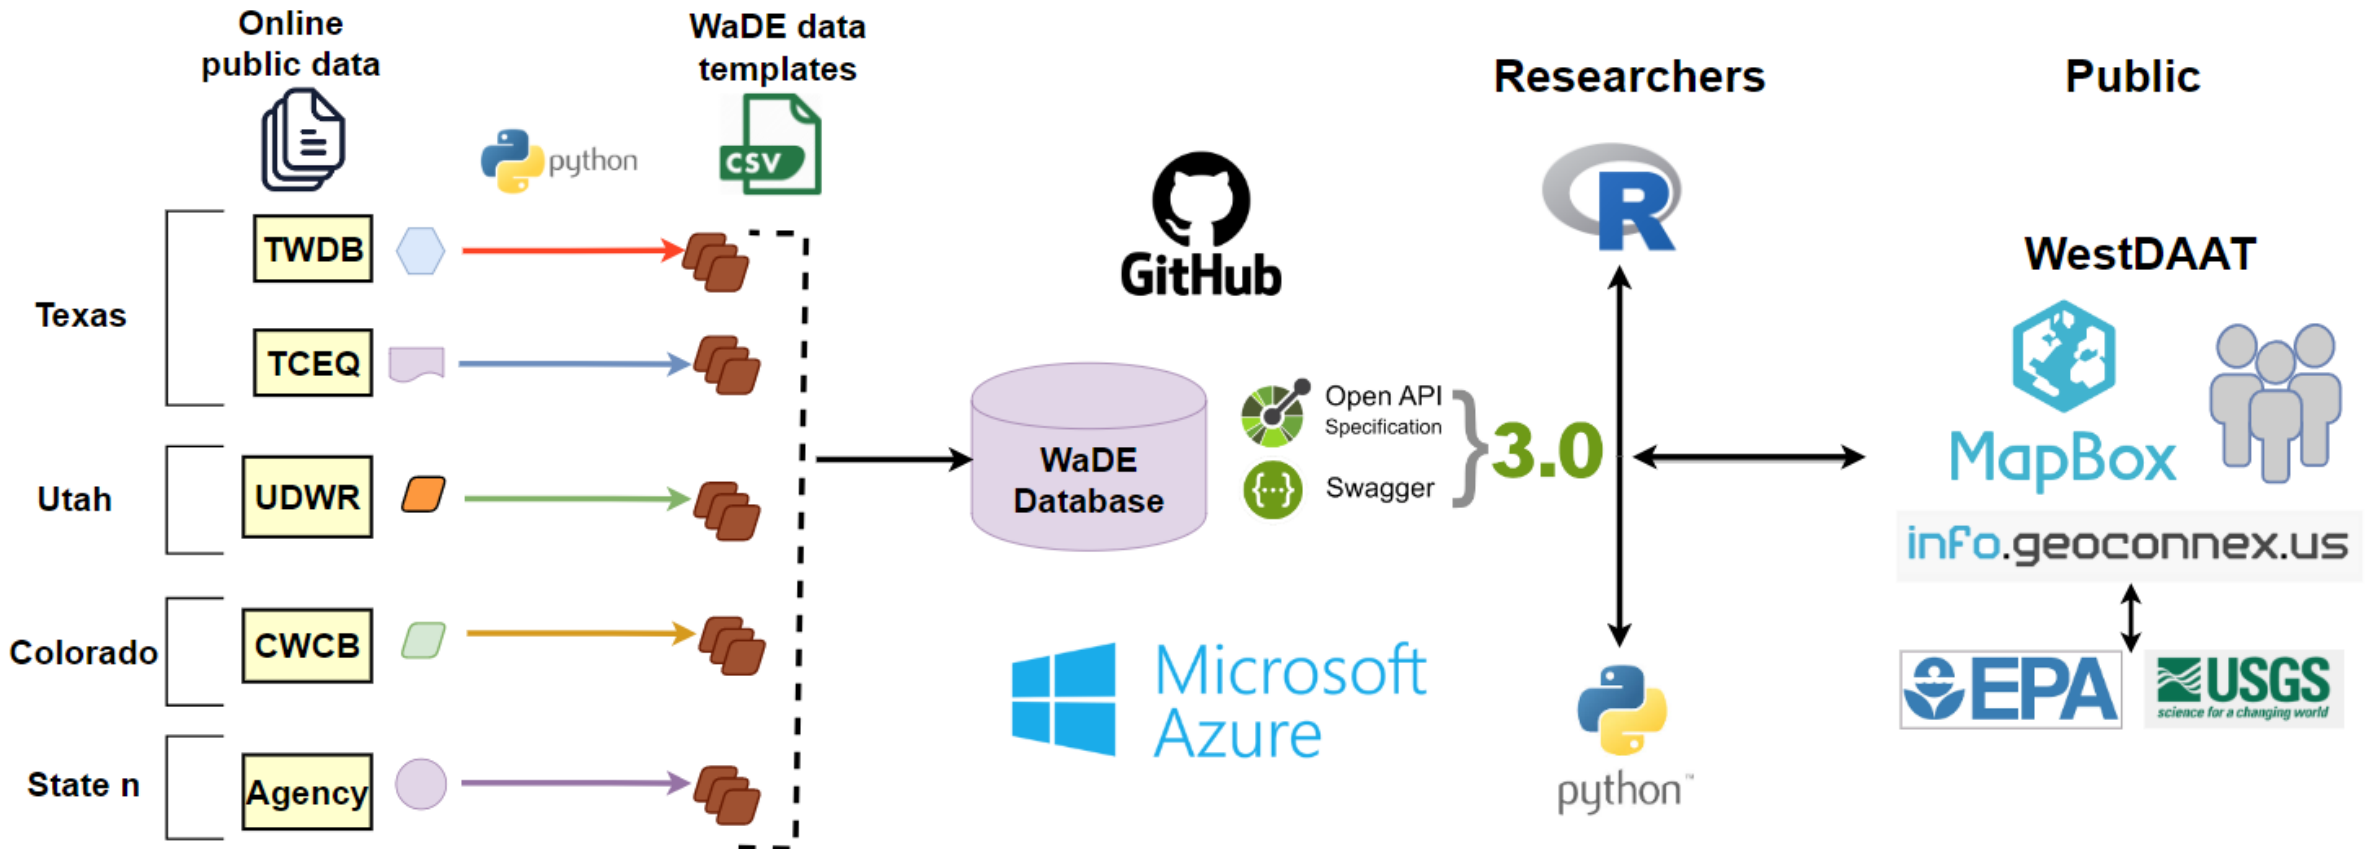 Online
public data
WaDE data
templates
python
CSV
Researchers
Public
Texas
TWDB
TCEQ
Utah
UDWR
Colorado
CWCB
State n
Agency
GitHub
WaDE
Database
Open API
Specification
Swagger
3.0
Microsoft
Azure
R
python™
WestDAAT
MapBox
info.geoconnex.us
EPA
USGS
science for a changing world